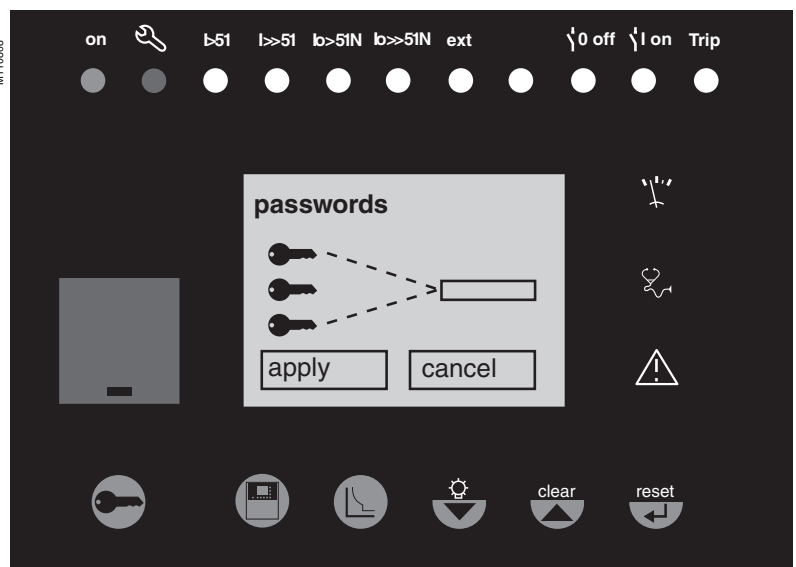 on I>51 I>>51 Io>51N Io>>51N ext 0 off I on Trip
passwords
apply cancel
clear reset